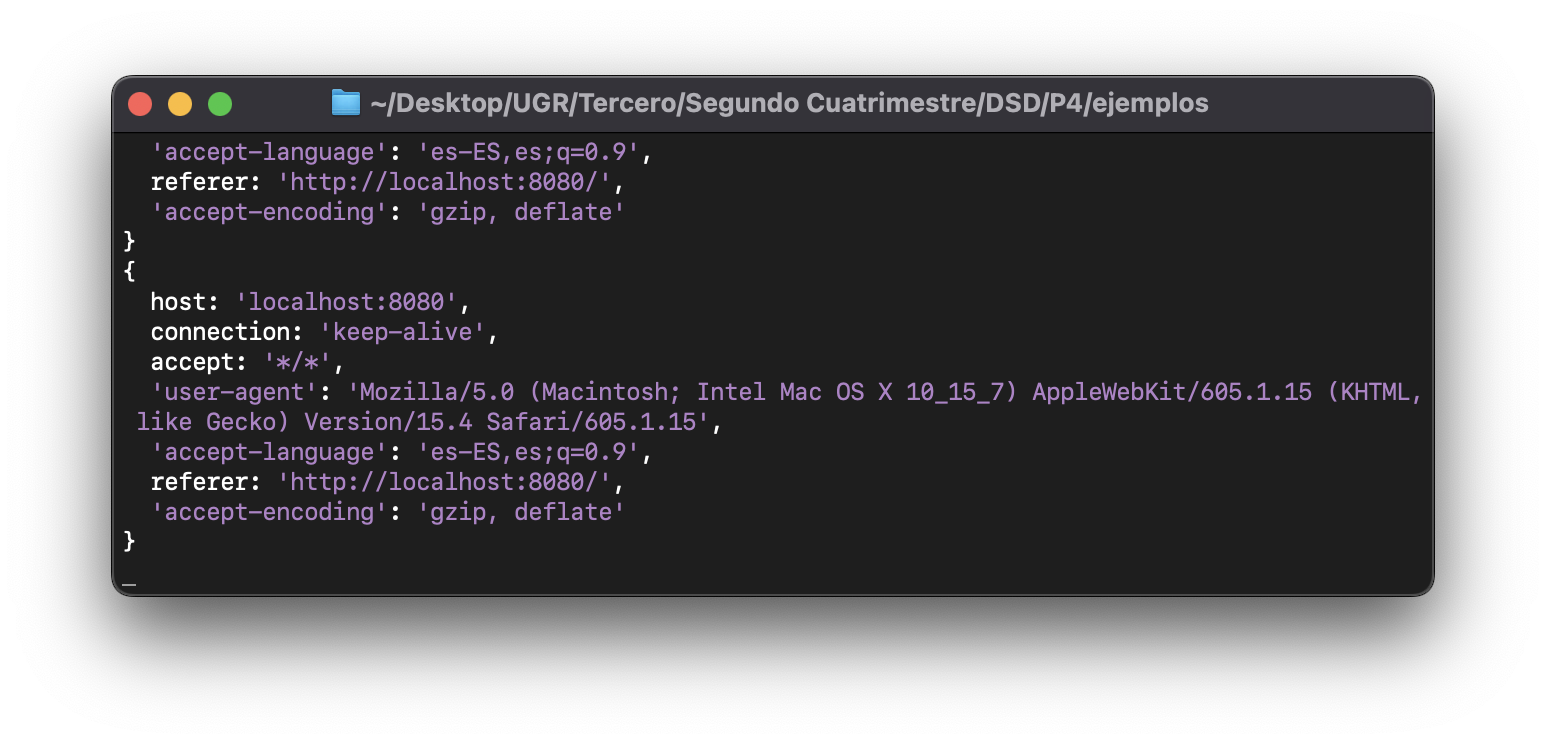 ~/Desktop/UGR/Tercero/Segundo Cuatrimestre/DSD/P4/ejemplos
'accept-language': 'es-ES,es;q=0.9',
referer: 'http://localhost:8080/',
'accept-encoding': 'gzip, deflate'
}
{
host: 'localhost:8080',
connection: 'keep-alive',
accept: '*/*',
'user-agent': 'Mozilla/5.0 (Macintosh; Intel Mac OS X 10_15_7) AppleWebKit/605.1.15 (KHTML,
like Gecko) Version/15.4 Safari/605.1.15',
'accept-language': 'es-ES,es;q=0.9',
referer: 'http://localhost:8080/',
'accept-encoding': 'gzip, deflate'
}